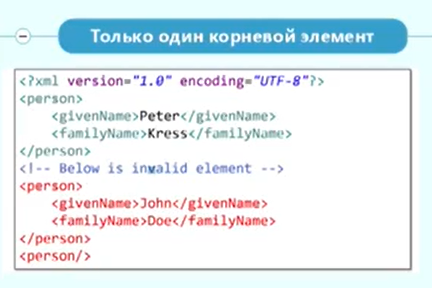 Только один корневой элемент
<?xml version="1.0" encoding="UTF-8"?>
<person>
    <givenName>Peter</givenName>
    <familyName>Kress</familyName>
</person>
<!-- Below is invalid element -->
<person>
    <givenName>John</givenName>
    <familyName>Doe</familyName>
</person>
<person/>